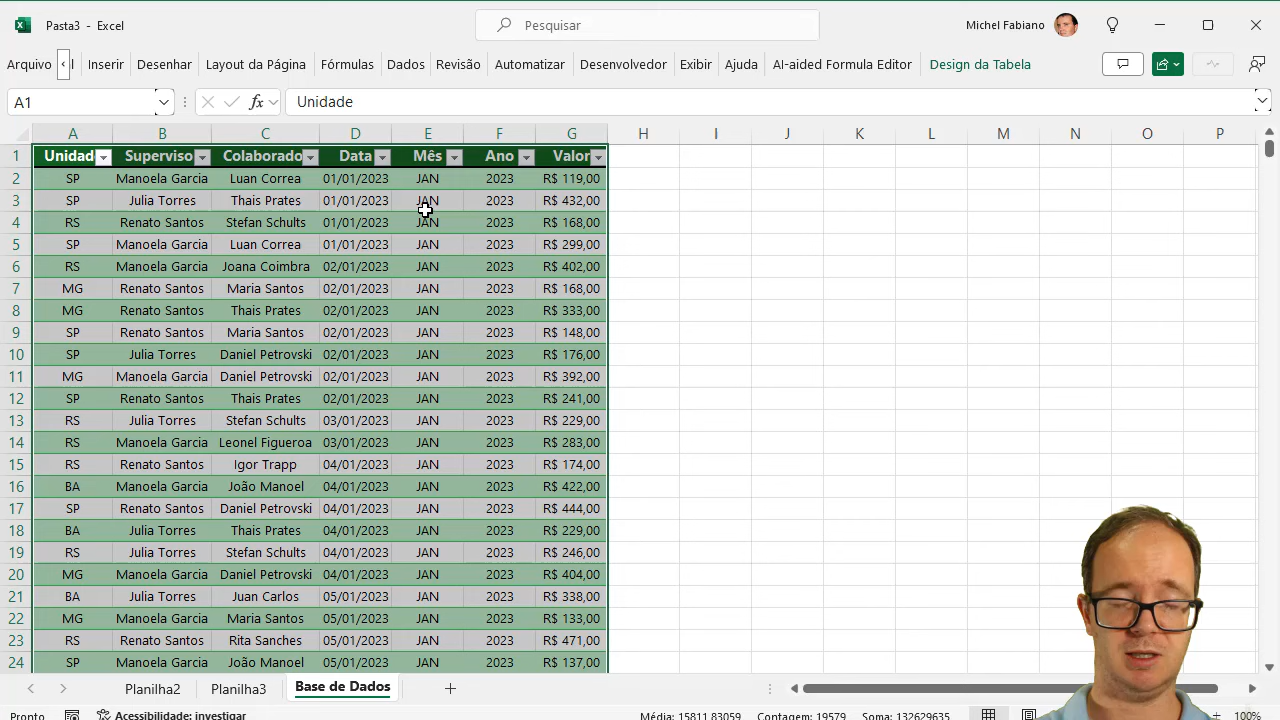 Pasta3 - Excel
Pesquisar
Michel Fabiano
Arquivo
Inserir
Desenhar
Layout da Página
Fórmulas
Dados
Revisão
Automatizar
Desenvolvedor
Exibir
Ajuda
AI-aided Formula Editor
Design da Tabela
A1
fx
Unidade
A B C D E F G H I J K L M N O P
1 Unidad Superviso Colaborado Data Mês Ano Valor
2 SP Manoela Garcia Luan Correa 01/01/2023 JAN 2023 R$ 119,00
3 SP Julia Torres Thais Prates 01/01/2023 JAN 2023 R$ 432,00
4 RS Renato Santos Stefan Schults 01/01/2023 JAN 2023 R$ 168,00
5 SP Manoela Garcia Luan Correa 01/01/2023 JAN 2023 R$ 299,00
6 RS Manoela Garcia Joana Coimbra 02/01/2023 JAN 2023 R$ 402,00
7 MG Renato Santos Maria Santos 02/01/2023 JAN 2023 R$ 168,00
8 MG Renato Santos Thais Prates 02/01/2023 JAN 2023 R$ 333,00
9 SP Renato Santos Maria Santos 02/01/2023 JAN 2023 R$ 148,00
10 SP Julia Torres Daniel Petrovski 02/01/2023 JAN 2023 R$ 176,00
11 MG Manoela Garcia Daniel Petrovski 02/01/2023 JAN 2023 R$ 392,00
12 SP Renato Santos Thais Prates 02/01/2023 JAN 2023 R$ 241,00
13 RS Julia Torres Stefan Schults 03/01/2023 JAN 2023 R$ 229,00
14 RS Manoela Garcia Leonel Figueroa 03/01/2023 JAN 2023 R$ 283,00
15 RS Renato Santos Igor Trapp 04/01/2023 JAN 2023 R$ 174,00
16 BA Manoela Garcia João Manoel 04/01/2023 JAN 2023 R$ 422,00
17 SP Renato Santos Daniel Petrovski 04/01/2023 JAN 2023 R$ 444,00
18 BA Julia Torres Thais Prates 04/01/2023 JAN 2023 R$ 229,00
19 RS Julia Torres Stefan Schults 04/01/2023 JAN 2023 R$ 246,00
20 MG Manoela Garcia Daniel Petrovski 04/01/2023 JAN 2023 R$ 404,00
21 BA Julia Torres Juan Carlos 05/01/2023 JAN 2023 R$ 338,00
22 MG Manoela Garcia Maria Santos 05/01/2023 JAN 2023 R$ 133,00
23 RS Renato Santos Rita Sanches 05/01/2023 JAN 2023 R$ 471,00
24 SP Manoela Garcia João Manoel 05/01/2023 JAN 2023 R$ 137,00
Planilha2
Planilha3
Base de Dados
Pronto
Acessibilidade: investigar
Média: 15811,83059
Contagem: 19579
Soma: 132629635
100%